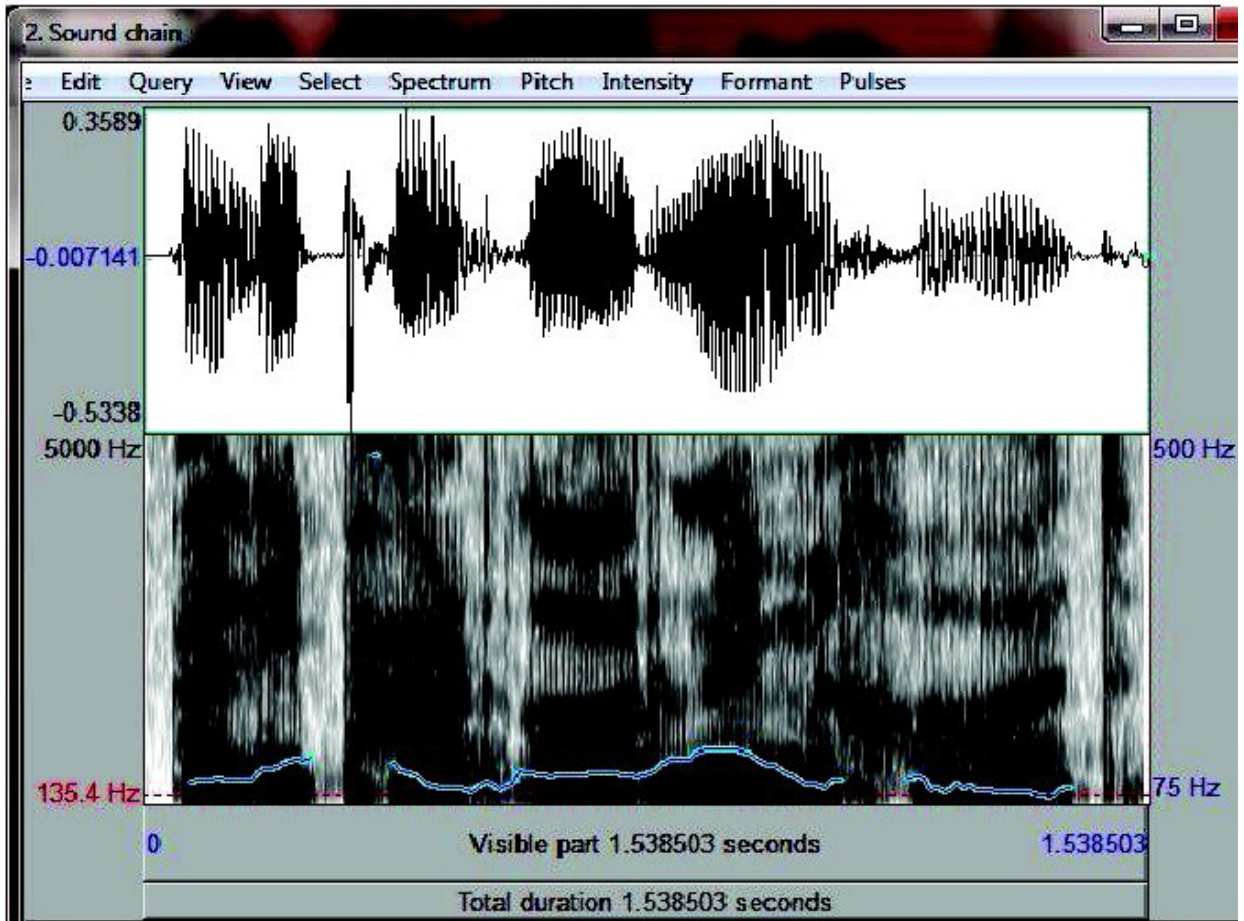 2. Sound chain
: Edit Query View Select Spectrum Pitch Intensity Formant Pulses
0.3589
-0.007141
-0.5338
5000 Hz 500 Hz
135.4 Hz 75 Hz
0 Visible part 1.538503 seconds 1.538503
Total duration 1.538503 seconds